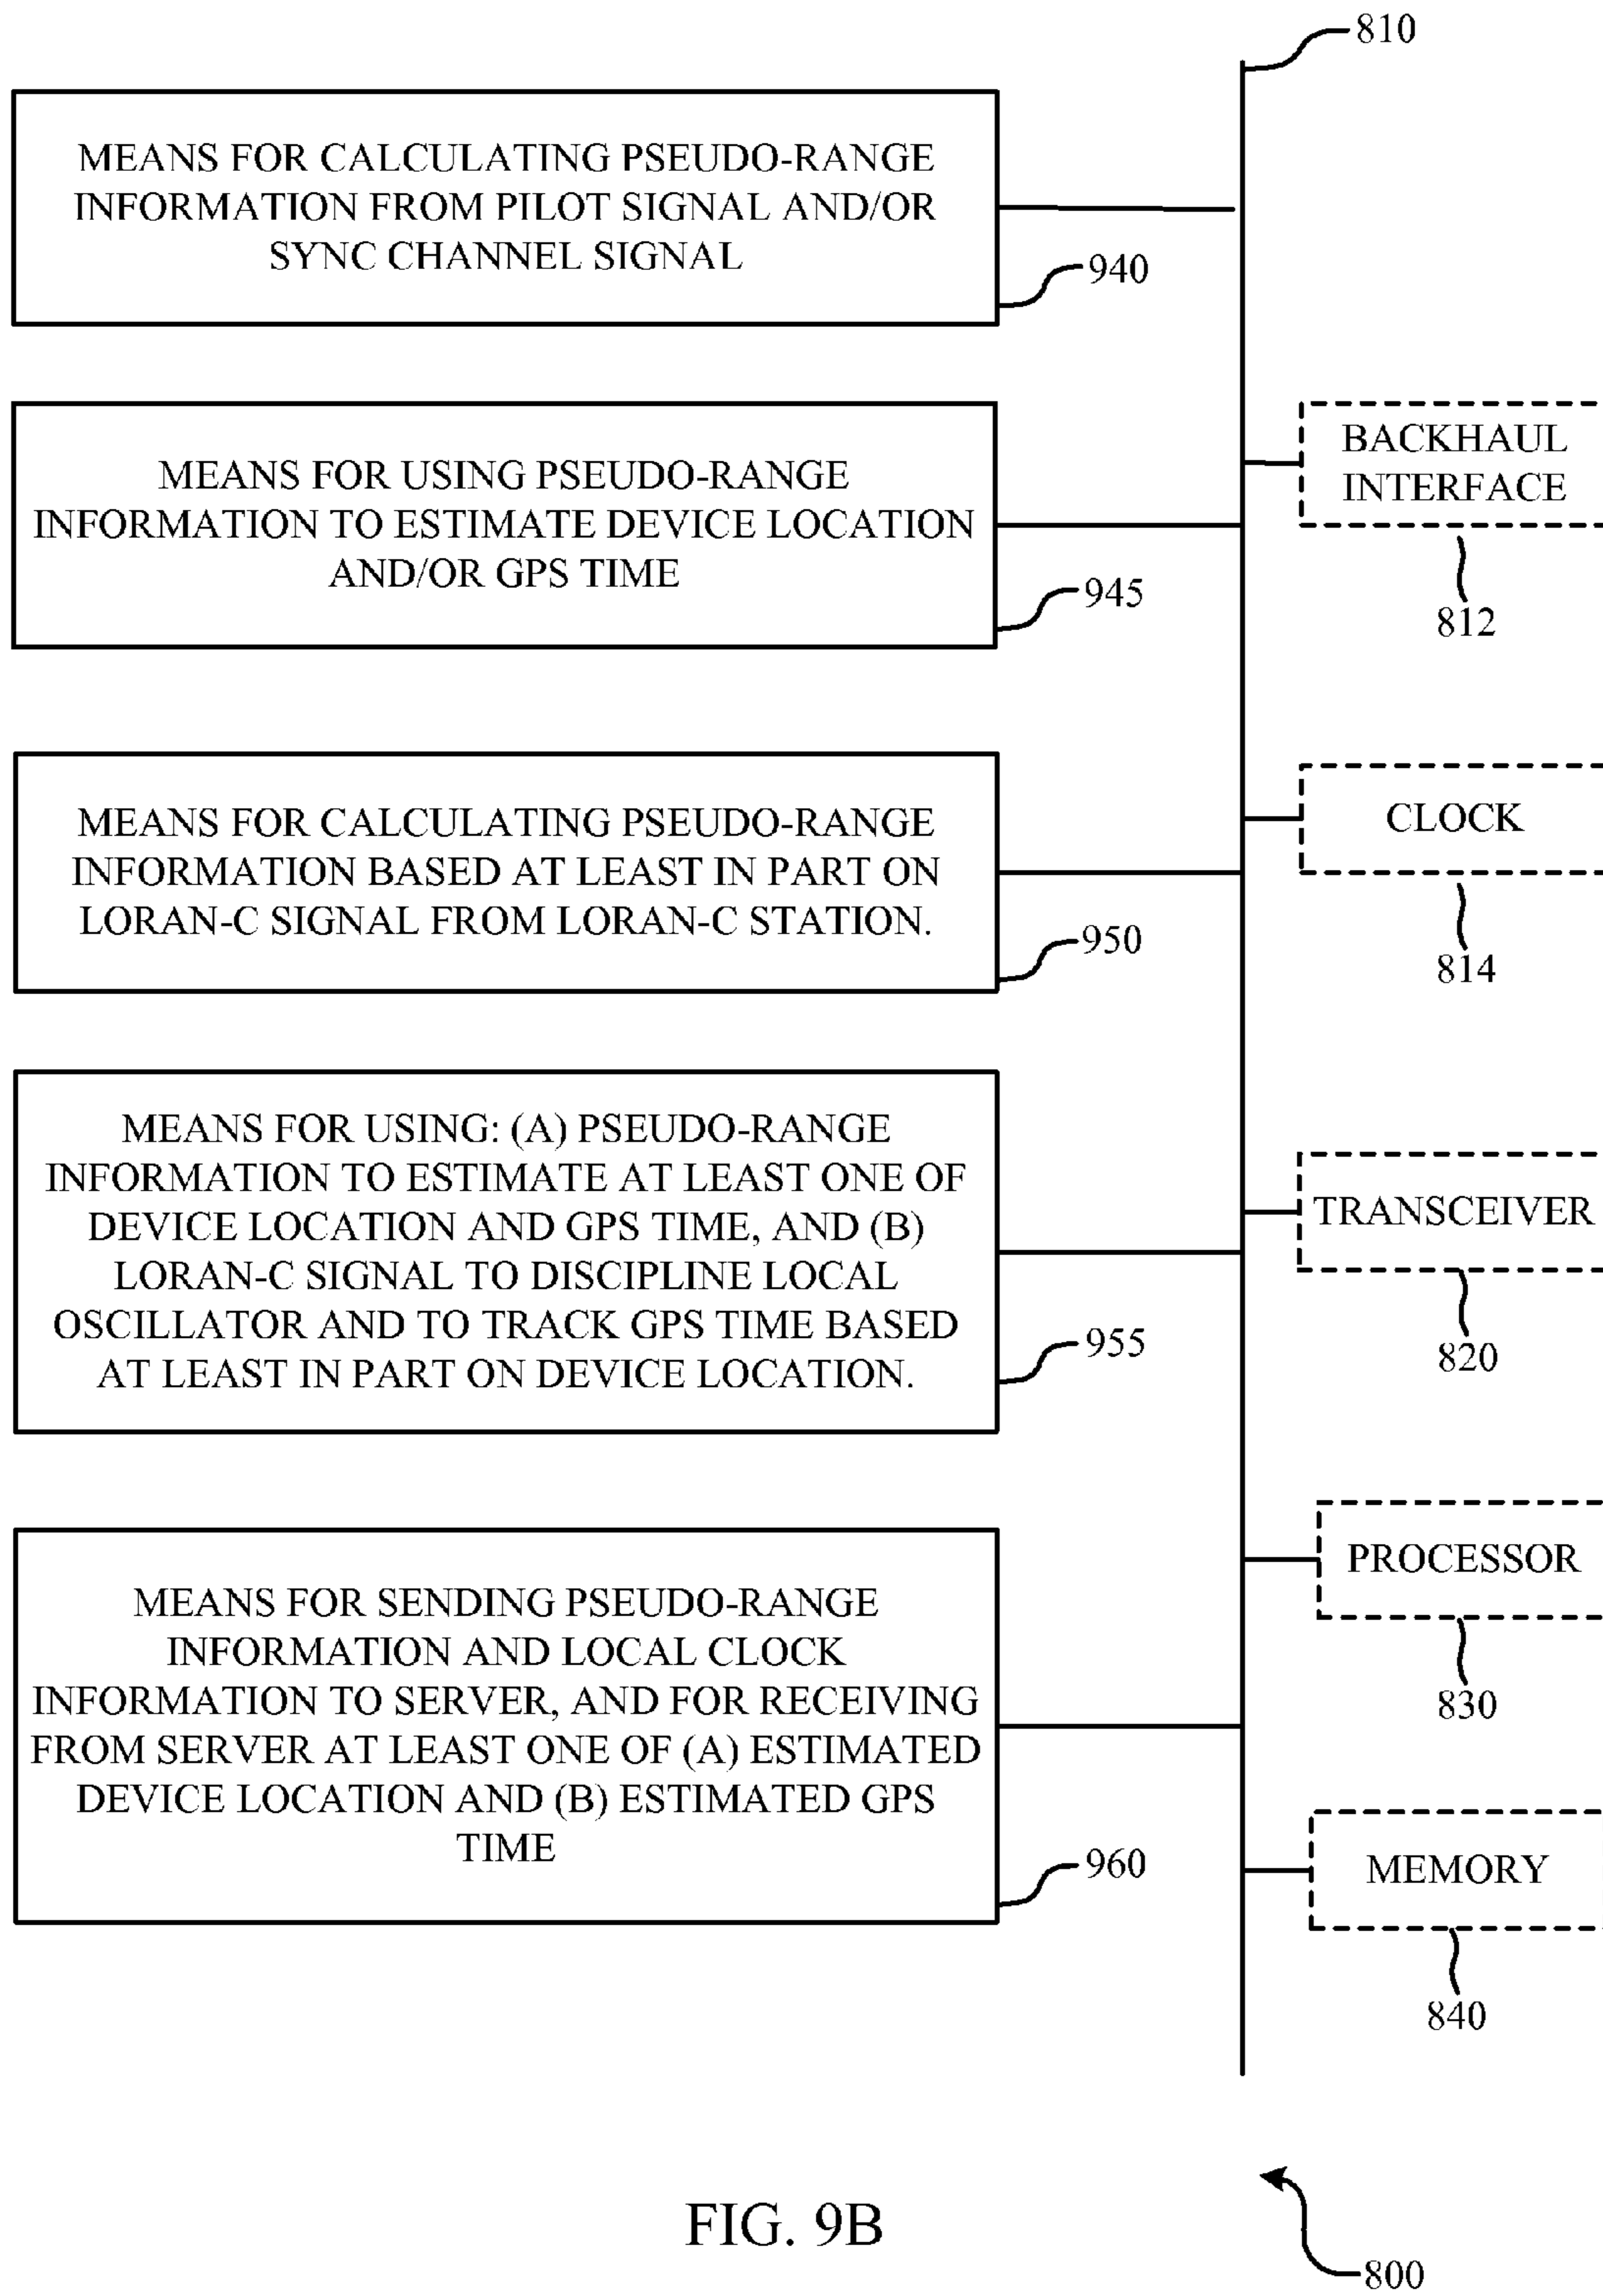 810
MEANS FOR CALCULATING PSEUDO-RANGE
INFORMATION FROM PILOT SIGNAL AND/OR
SYNC CHANNEL SIGNAL
940
MEANS FOR USING PSEUDO-RANGE
INFORMATION TO ESTIMATE DEVICE LOCATION
AND/OR GPS TIME
945
BACKHAUL
INTERFACE
812
MEANS FOR CALCULATING PSEUDO-RANGE
INFORMATION BASED AT LEAST IN PART ON
LORAN-C SIGNAL FROM LORAN-C STATION.
950
CLOCK
814
MEANS FOR USING: (A) PSEUDO-RANGE
INFORMATION TO ESTIMATE AT LEAST ONE OF
DEVICE LOCATION AND GPS TIME, AND (B)
LORAN-C SIGNAL TO DISCIPLINE LOCAL
OSCILLATOR AND TO TRACK GPS TIME BASED
AT LEAST IN PART ON DEVICE LOCATION.
955
TRANSCEIVER
820
MEANS FOR SENDING PSEUDO-RANGE
INFORMATION AND LOCAL CLOCK
INFORMATION TO SERVER, AND FOR RECEIVING
FROM SERVER AT LEAST ONE OF (A) ESTIMATED
DEVICE LOCATION AND (B) ESTIMATED GPS
TIME
960
PROCESSOR
830
MEMORY
840
FIG. 9B
800